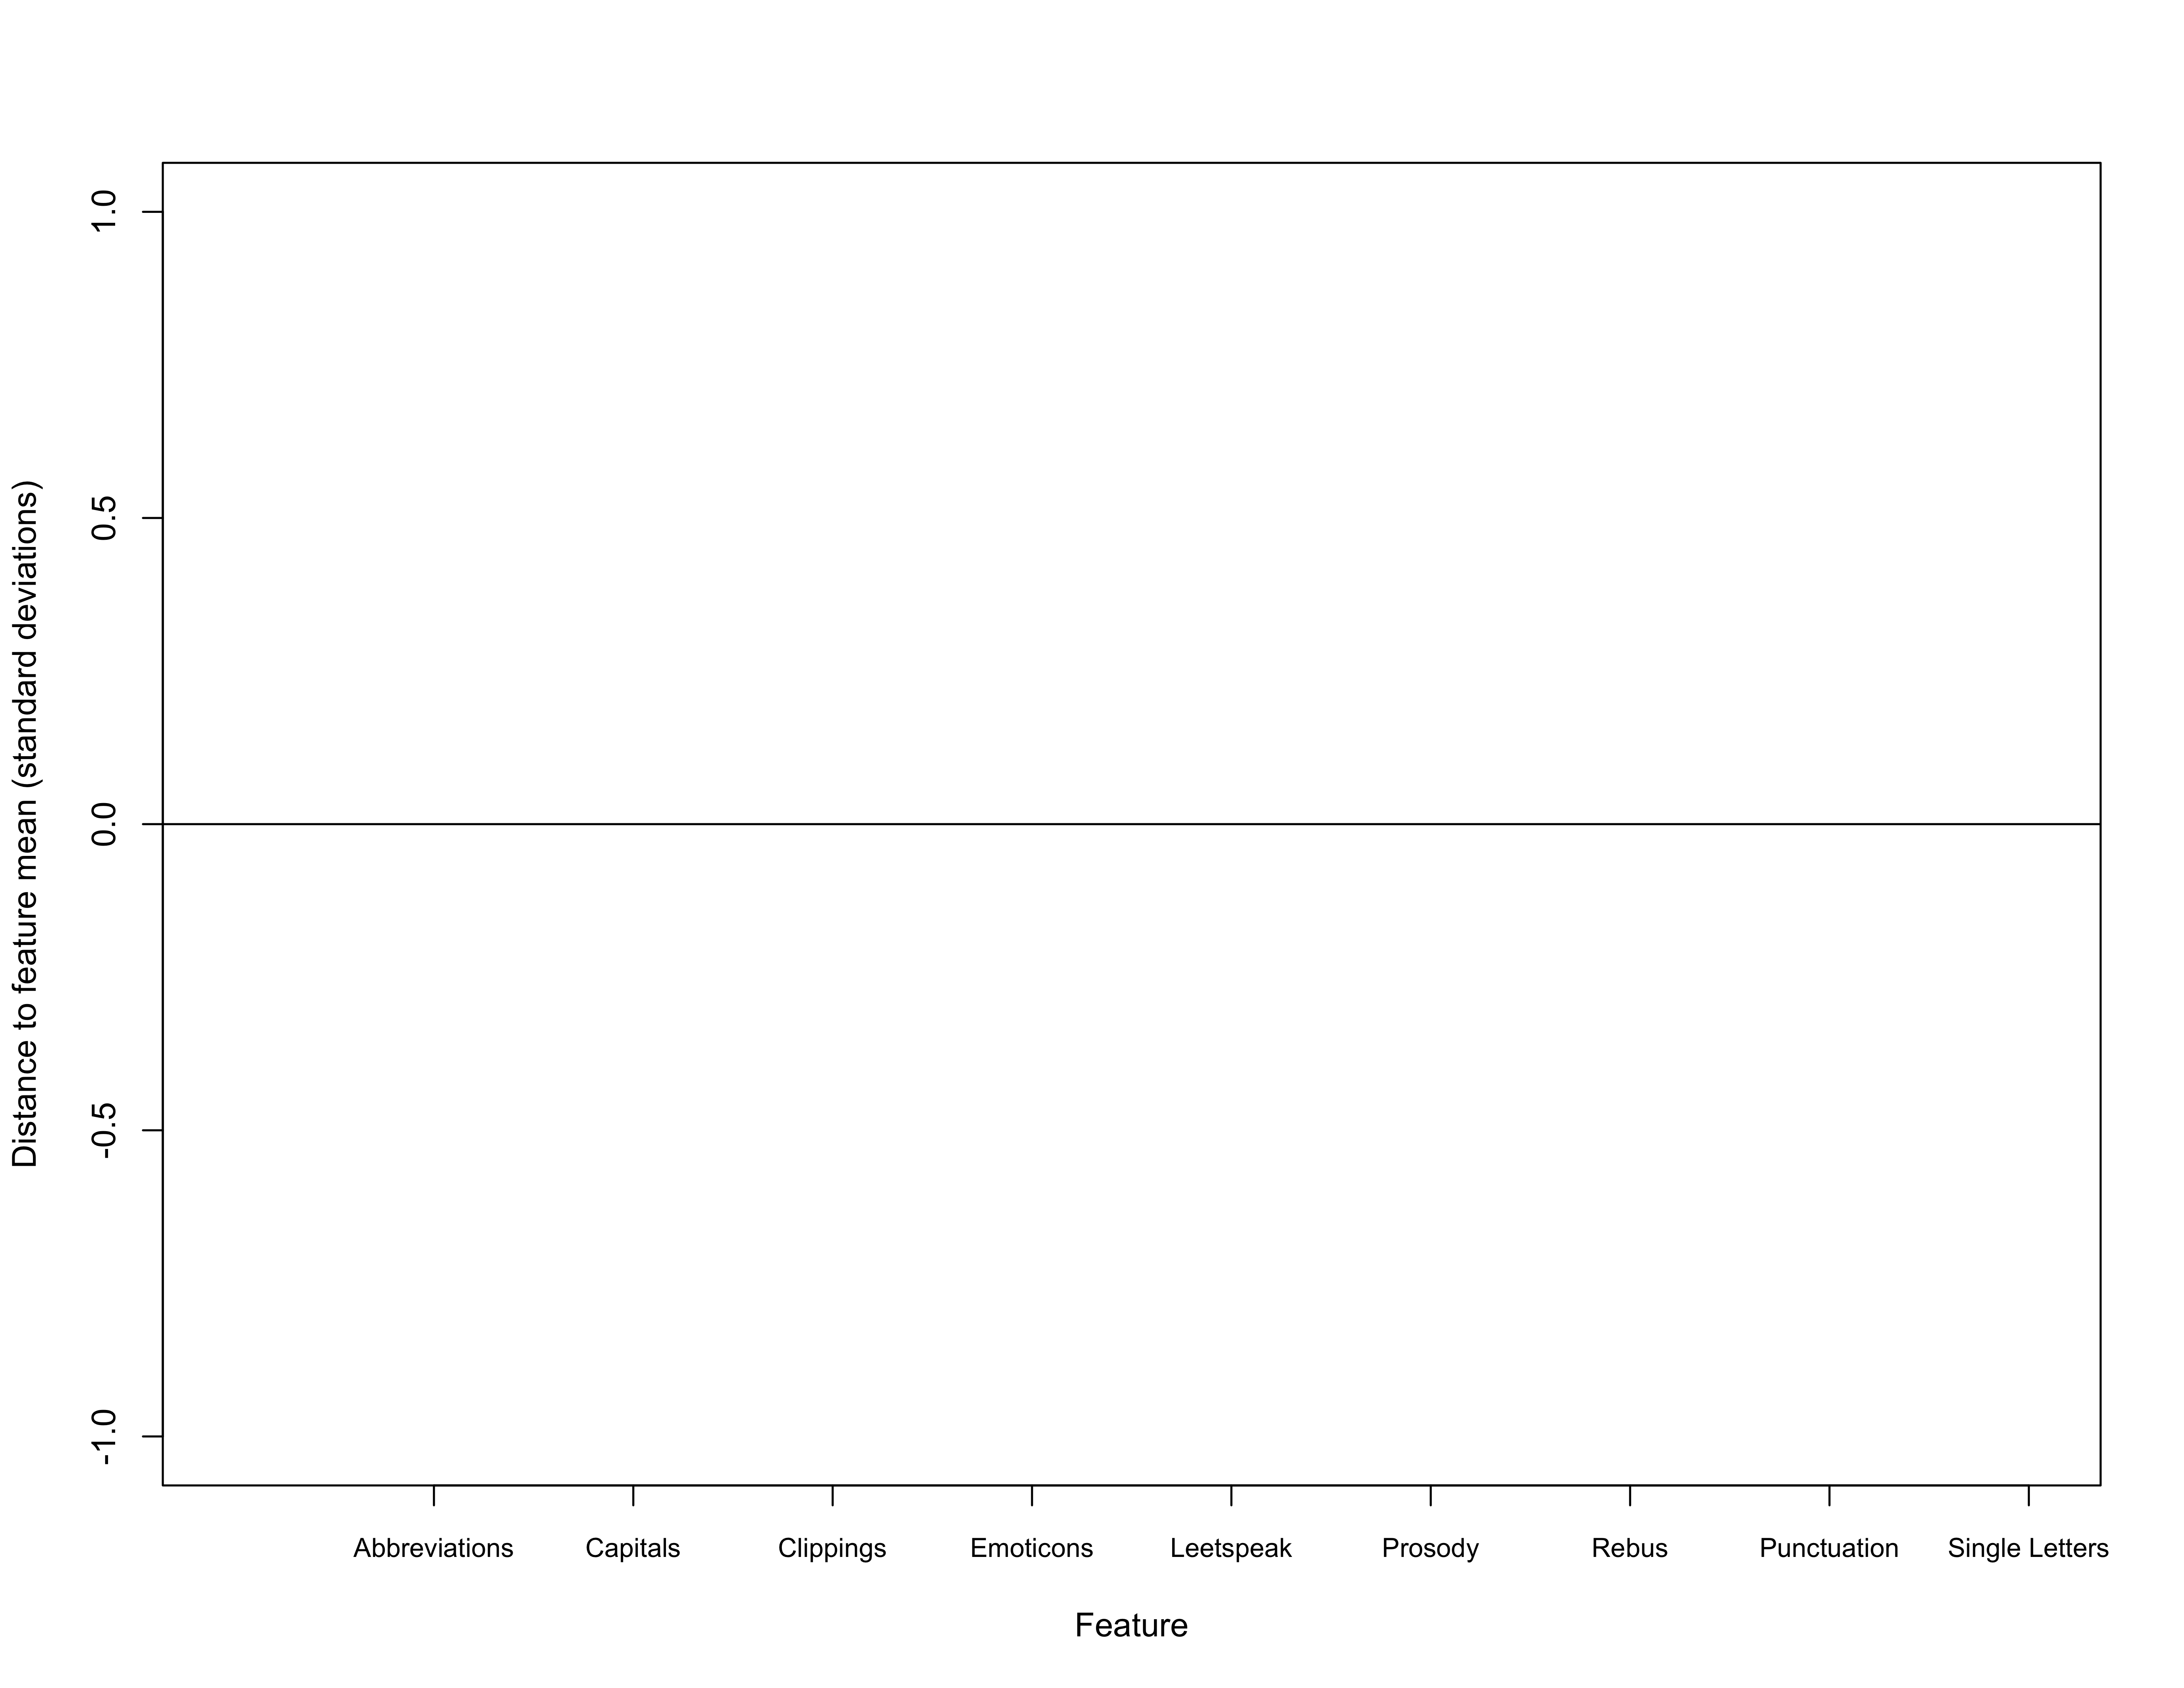 Distance to feature mean (standard deviations)
1.0
0.5
0.0
-0.5
-1.0
Abbreviations Capitals Clippings Emoticons Leetspeak Prosody Rebus Punctuation Single Letters
Feature